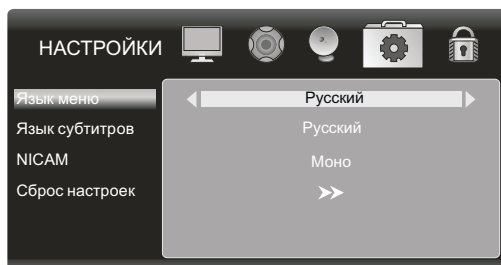 НАСТРОЙКИ
Язык меню Русский
Язык субтитров Русский
NICAM Моно
Сброс настроек